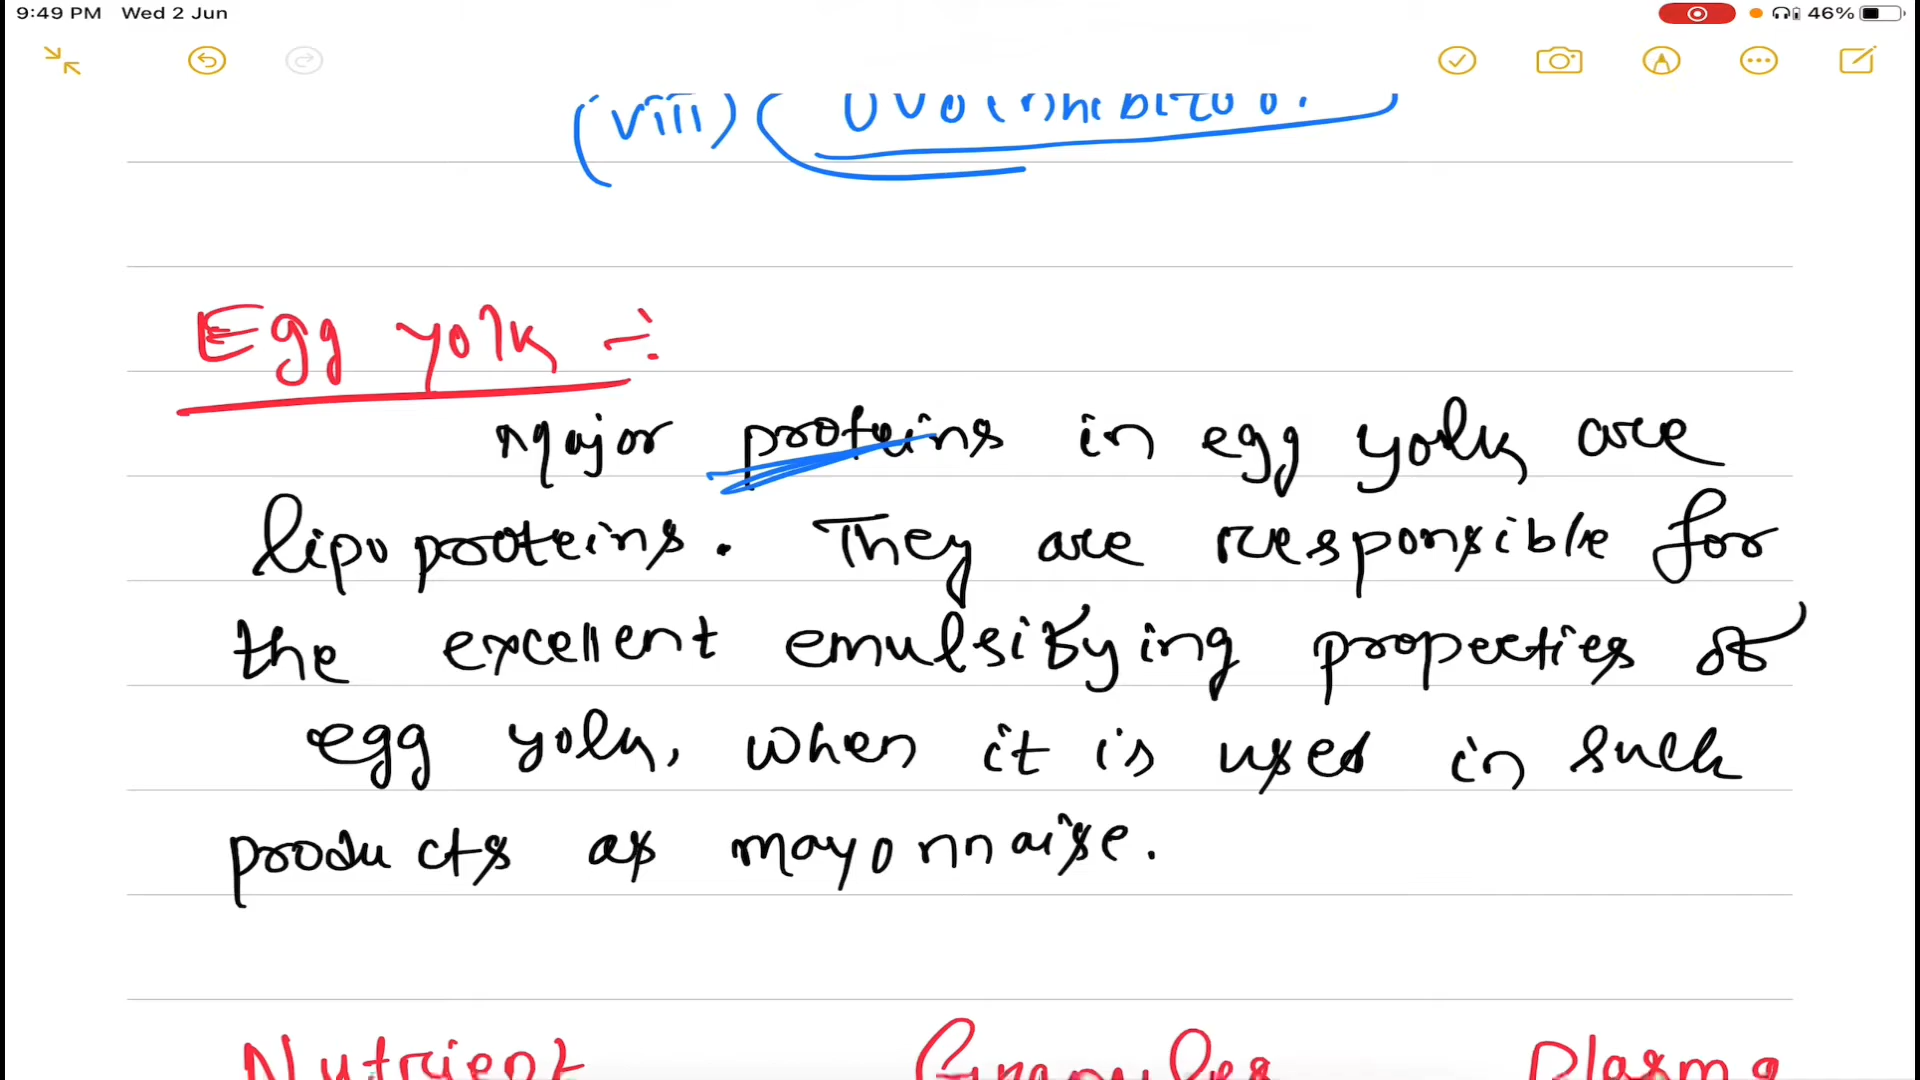 9:49 PM Wed 2 Jun 46%
(viii) Ovoinhibitor.
Egg yolk :-
Major proteins in egg yolk are
lipoproteins. They are responsible for
the excellent emulsifying properties of
egg yolk, when it is used in such
products as mayonnaise.
Nutrient Granules Plasma